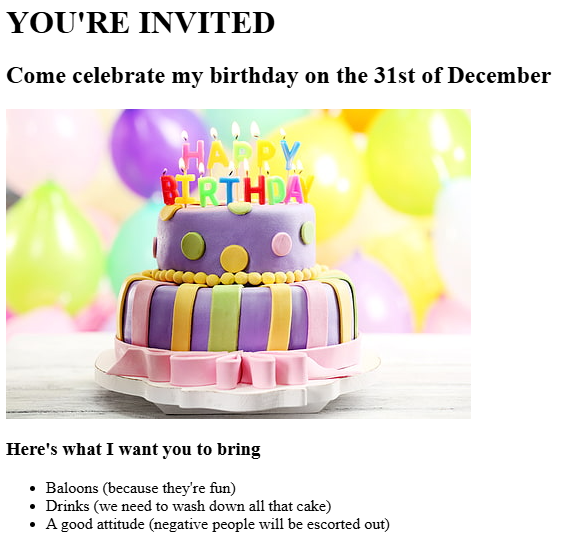 YOU'RE INVITED
Come celebrate my birthday on the 31st of December
HAPPY
BIRTHDAY
Here's what I want you to bring
Baloons (because they're fun)
Drinks (we need to wash down all that cake)
A good attitude (negative people will be escorted out)